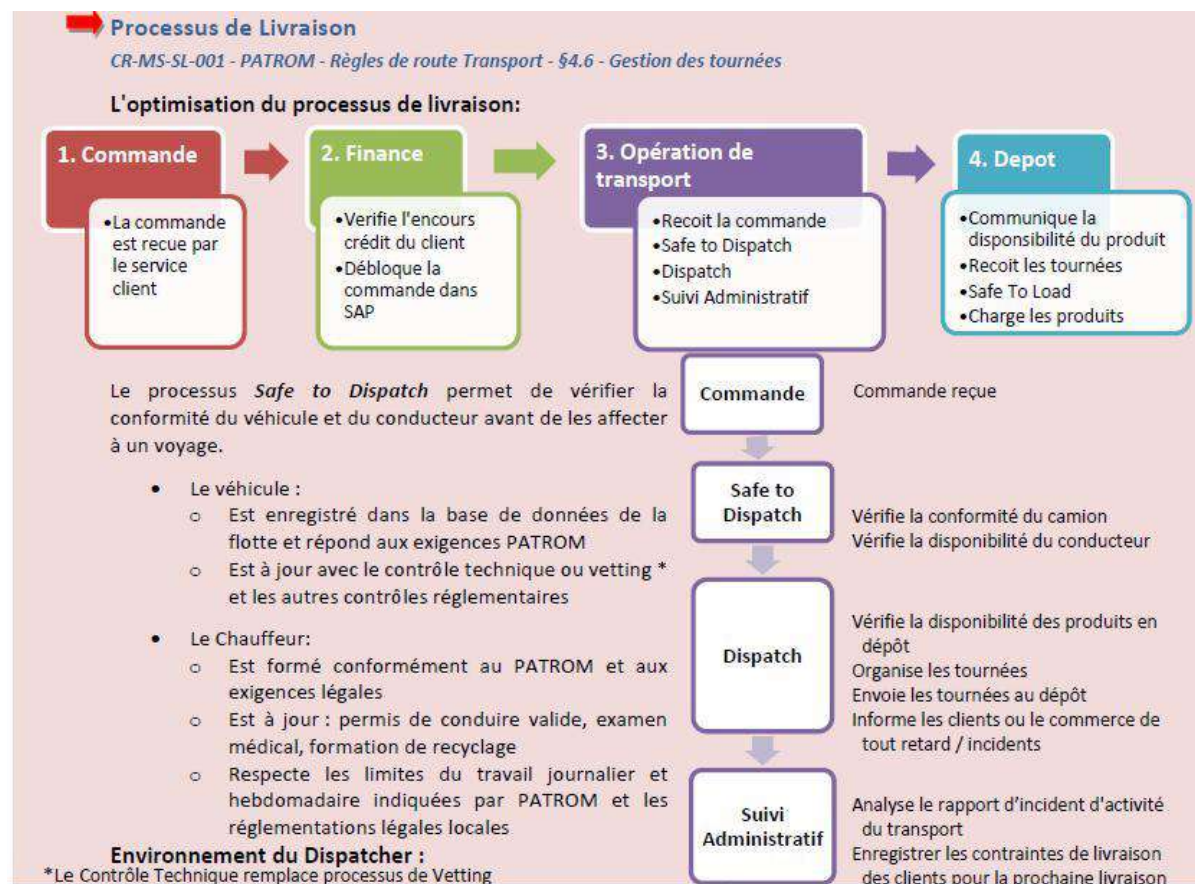 Processus de Livraison
CR-MS-SL-001 - PATROM - Règles de route Transport - §4.6 - Gestion des tournées
L'optimisation du processus de livraison:
1. Commande
•La commande
est recue par
le service
client
2. Finance
•Verifie l'encours
crédit du client
•Débloque la
commande dans
SAP
3. Opération de
transport
•Recoit la commande
•Safe to Dispatch
•Dispatch
•Suivi Administratif
4. Depot
•Communique la
disponsibilité du produit
•Recoit les tournées
•Safe To Load
•Charge les produits
Le processus Safe to Dispatch permet de vérifier la
conformité du véhicule et du conducteur avant de les affecter
à un voyage.
• Le véhicule :
o Est enregistré dans la base de données de la
flotte et répond aux exigences PATROM
o Est à jour avec le contrôle technique ou vetting *
et les autres contrôles réglementaires
• Le Chauffeur:
o Est formé conformément au PATROM et aux
exigences légales
o Est à jour : permis de conduire valide, examen
médical, formation de recyclage
o Respecte les limites du travail journalier et
hebdomadaire indiquées par PATROM et les
réglementations légales locales
Environnement du Dispatcher :
*Le Contrôle Technique remplace processus de Vetting
Commande
Commande reçue
Safe to
Dispatch
Vérifie la conformité du camion
Vérifie la disponibilité du conducteur
Dispatch
Vérifie la disponibilité des produits en
dépôt
Organise les tournées
Envoie les tournées au dépôt
Informe les clients ou le commerce de
tout retard / incidents
Suivi
Administratif
Analyse le rapport d'incident d'activité
du transport
Enregistrer les contraintes de livraison
des clients pour la prochaine livraison